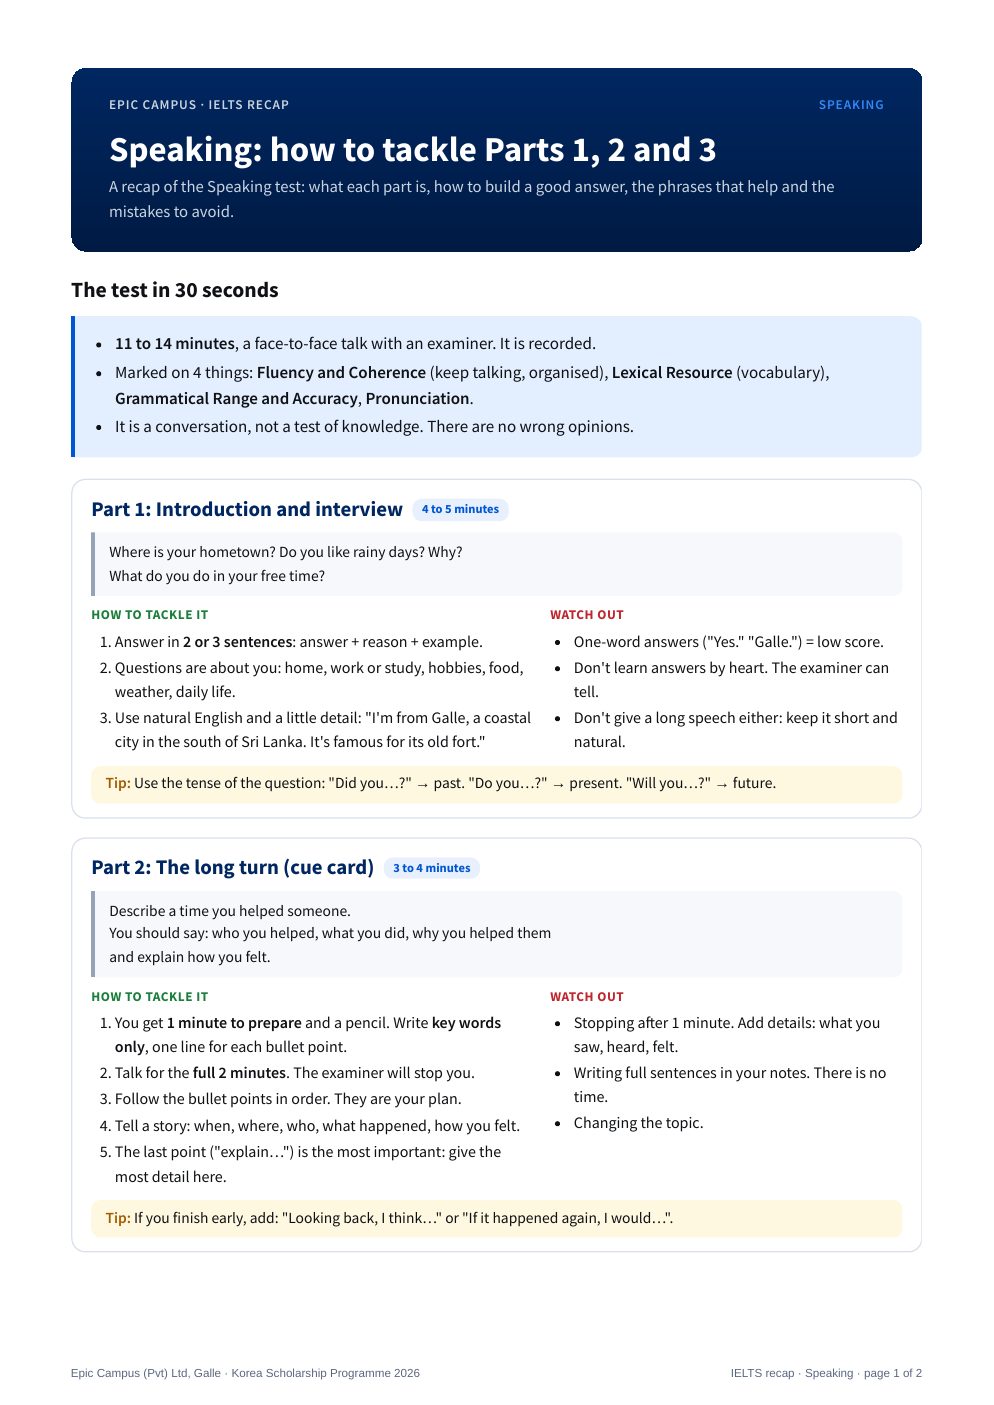 EPIC CAMPUS · IELTS RECAP
SPEAKING
Speaking: how to tackle Parts 1, 2 and 3
A recap of the Speaking test: what each part is, how to build a good answer, the phrases that help and the
mistakes to avoid.
The test in 30 seconds
• 11 to 14 minutes, a face-to-face talk with an examiner. It is recorded.
• Marked on 4 things: Fluency and Coherence (keep talking, organised), Lexical Resource (vocabulary),
Grammatical Range and Accuracy, Pronunciation.
• It is a conversation, not a test of knowledge. There are no wrong opinions.
Part 1: Introduction and interview
4 to 5 minutes
Where is your hometown? Do you like rainy days? Why?
What do you do in your free time?
HOW TO TACKLE IT
1. Answer in 2 or 3 sentences: answer + reason + example.
2. Questions are about you: home, work or study, hobbies, food,
weather, daily life.
3. Use natural English and a little detail: "I'm from Galle, a coastal
city in the south of Sri Lanka. It's famous for its old fort."
WATCH OUT
• One-word answers ("Yes." "Galle.") = low score.
• Don't learn answers by heart. The examiner can
tell.
• Don't give a long speech either: keep it short and
natural.
Tip: Use the tense of the question: "Did you…?" → past. "Do you…?" → present. "Will you…?" → future.
Part 2: The long turn (cue card)
3 to 4 minutes
Describe a time you helped someone.
You should say: who you helped, what you did, why you helped them
and explain how you felt.
HOW TO TACKLE IT
1. You get 1 minute to prepare and a pencil. Write key words
only, one line for each bullet point.
2. Talk for the full 2 minutes. The examiner will stop you.
3. Follow the bullet points in order. They are your plan.
4. Tell a story: when, where, who, what happened, how you felt.
5. The last point ("explain…") is the most important: give the
most detail here.
WATCH OUT
• Stopping after 1 minute. Add details: what you
saw, heard, felt.
• Writing full sentences in your notes. There is no
time.
• Changing the topic.
Tip: If you finish early, add: "Looking back, I think…" or "If it happened again, I would…".
Epic Campus (Pvt) Ltd, Galle · Korea Scholarship Programme 2026
IELTS recap · Speaking · page 1 of 2